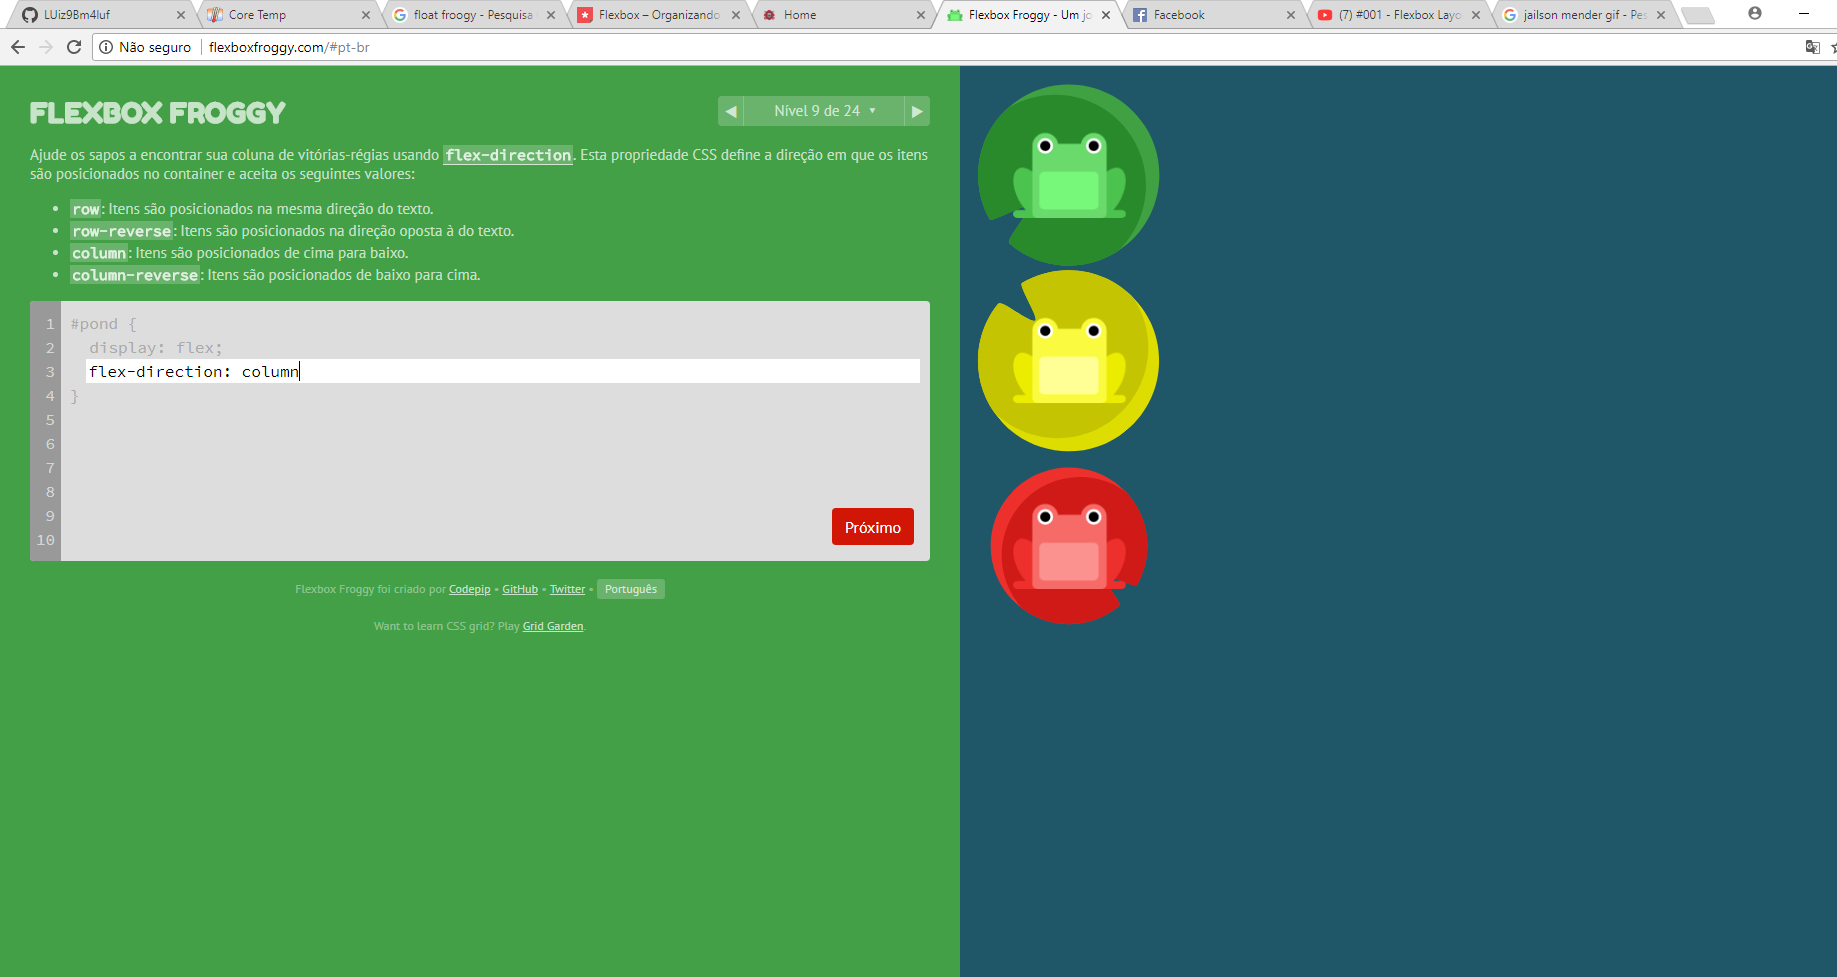 LUiz9Bm4luf
Core Temp
float froogy - Pesquisa
Flexbox – Organizando
Home
Flexbox Froggy - Um jo
Facebook
(7) #001 - Flexbox Layo
jailson mender gif - Pes
Não seguro
flexboxfroggy.com/#pt-br
FLEXBOX FROGGY
Nível 9 de 24
Ajude os sapos a encontrar sua coluna de vitórias-régias usando flex-direction. Esta propriedade CSS define a direção em que os itens
são posicionados no container e aceita os seguintes valores:
row: Itens são posicionados na mesma direção do texto.
row-reverse: Itens são posicionados na direção oposta à do texto.
column: Itens são posicionados de cima para baixo.
column-reverse: Itens são posicionados de baixo para cima.
1 #pond {
2 display: flex;
3 flex-direction: column
4 }
5
6
7
8
9
10
Próximo
Flexbox Froggy foi criado por Codepip • GitHub • Twitter • Português
Want to learn CSS grid? Play Grid Garden.